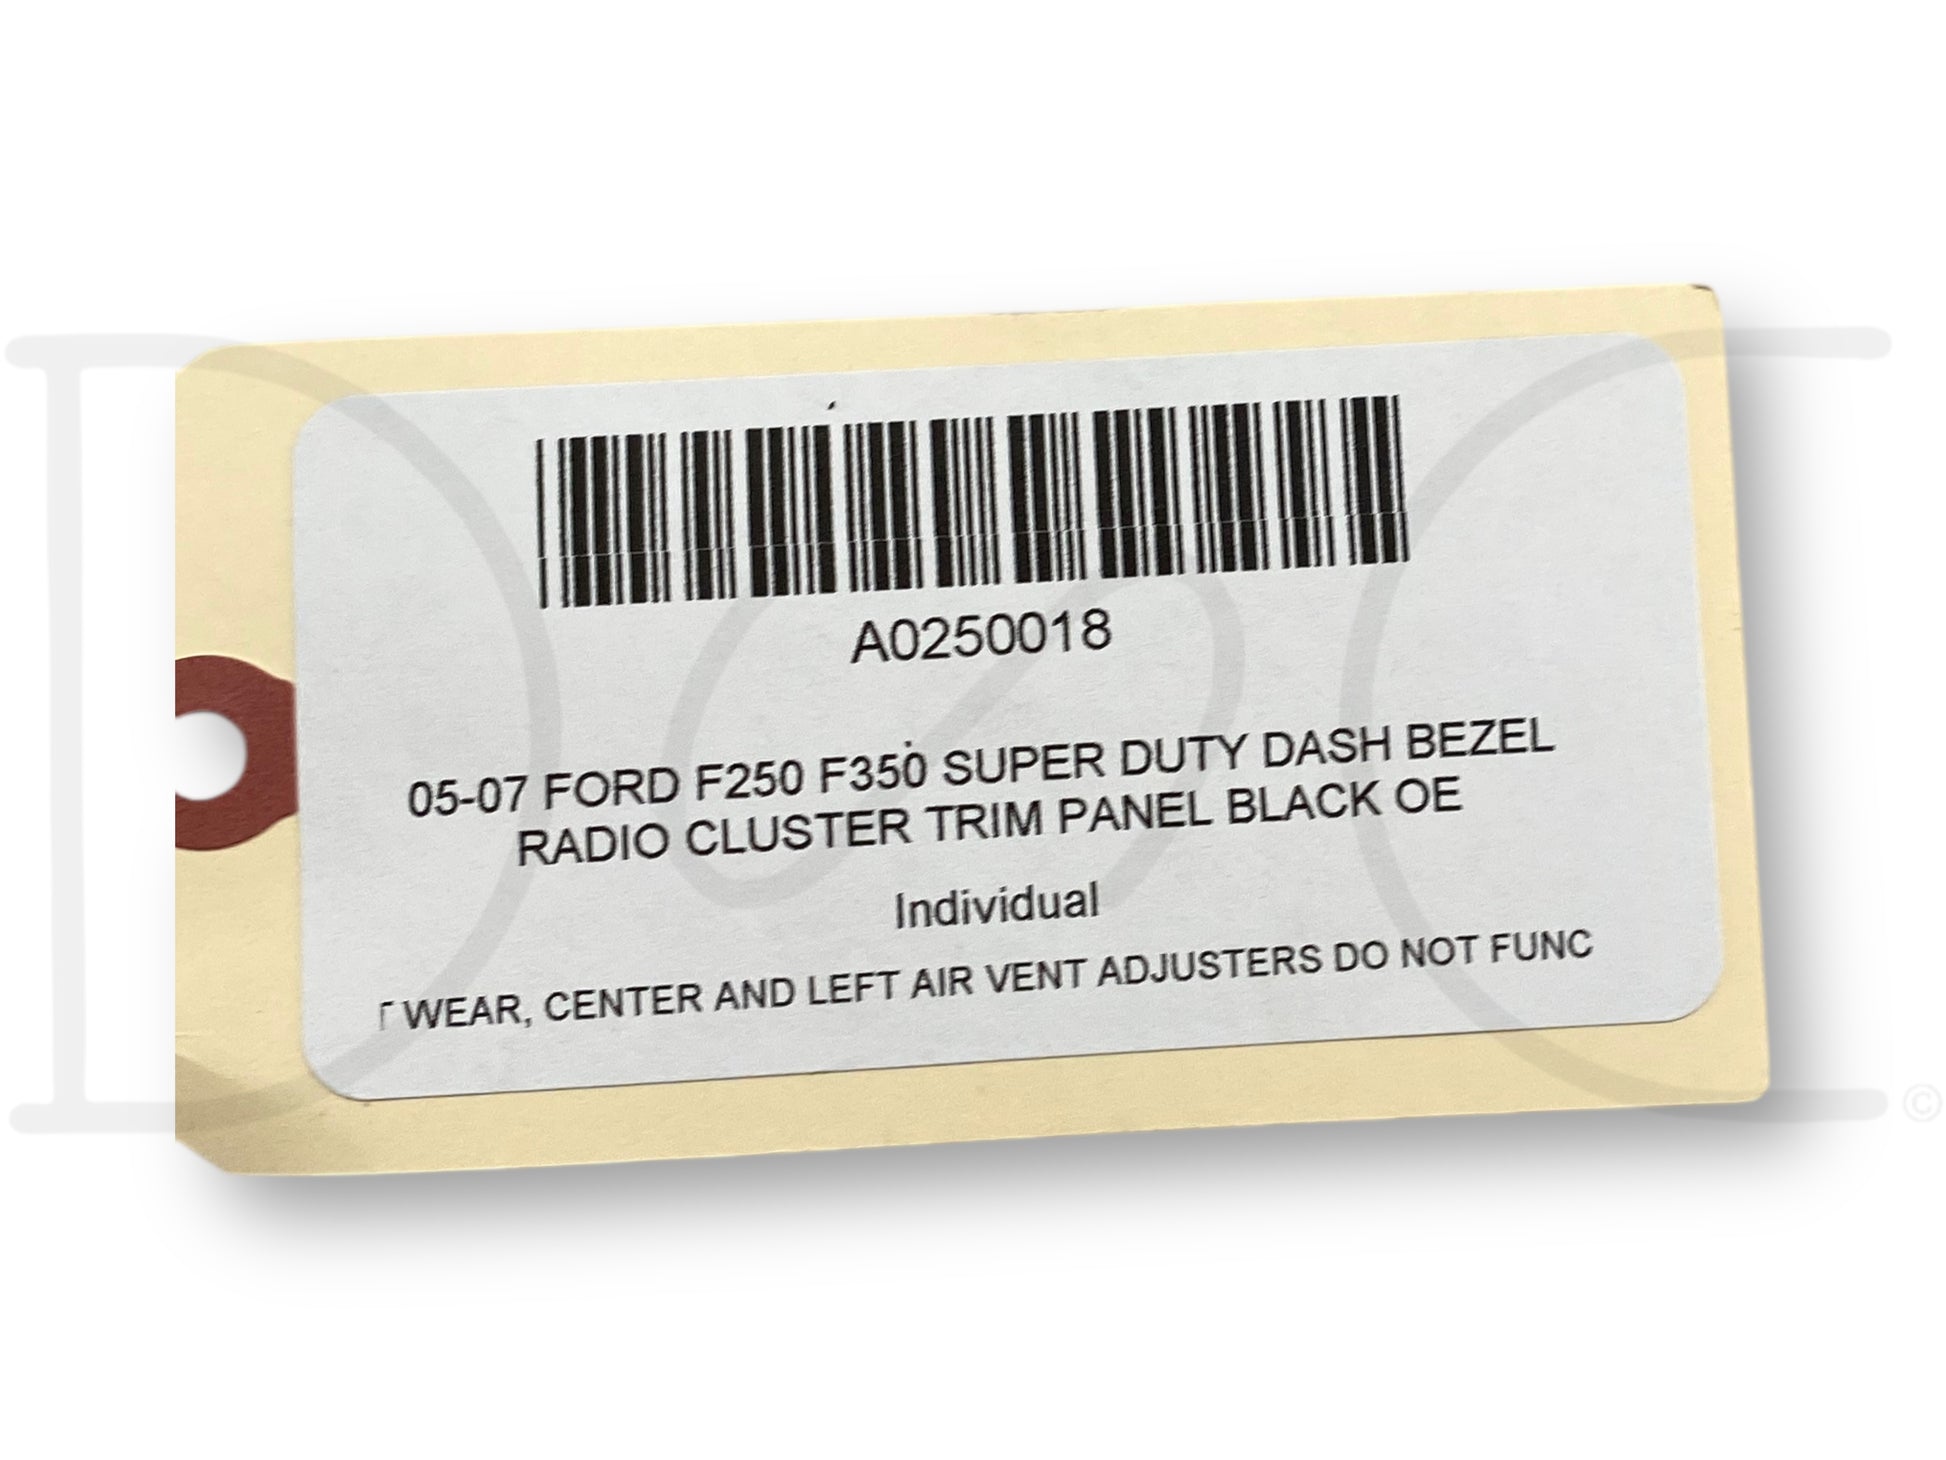 A0250018
05-07 FORD F250 F350 SUPER DUTY DASH BEZEL
RADIO CLUSTER TRIM PANEL BLACK OE
Individual
WEAR, CENTER AND LEFT AIR VENT ADJUSTERS DO NOT FUNC